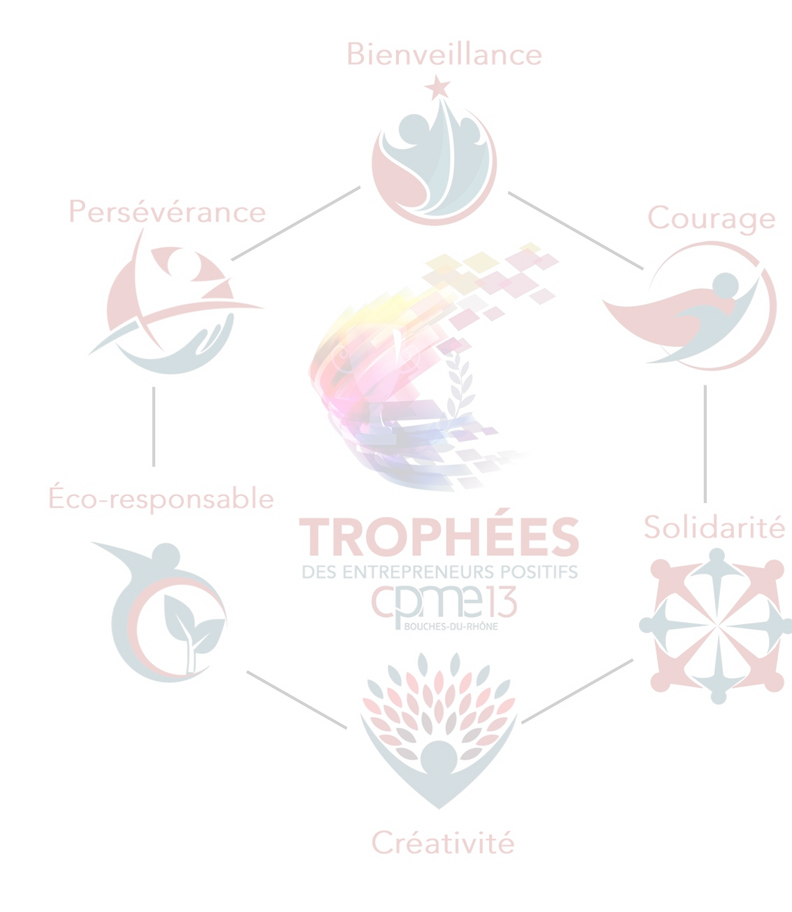 Bienveillance
Persévérance
Courage
Éco-responsable
TROPHÉES
DES ENTREPRENEURS POSITIFS
cpme13
BOUCHES-DU-RHÔNE
Solidarité
Créativité